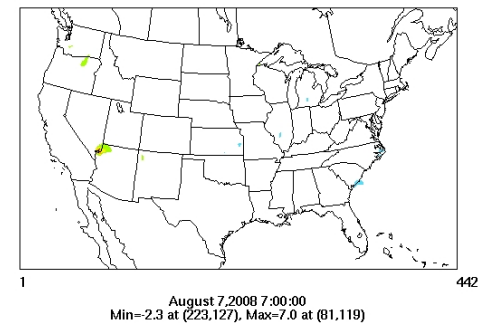 1 442
August 7,2008 7:00:00
Min=-2.3 at (223,127), Max=7.0 at (81,119)